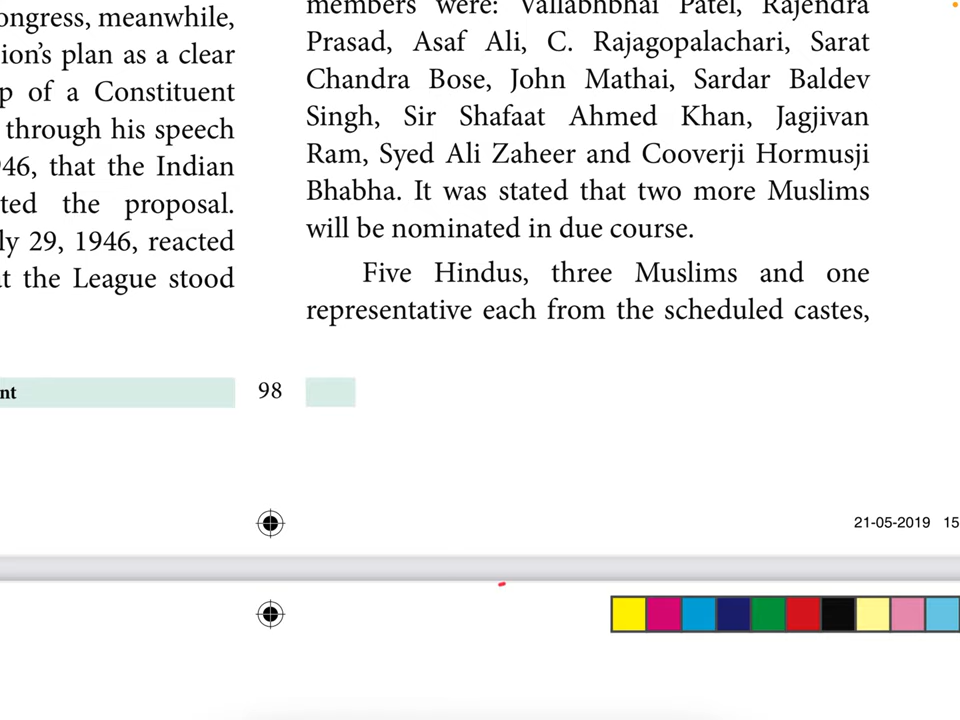 ongress, meanwhile,
ion's plan as a clear
p of a Constituent
through his speech
946, that the Indian
ted the proposal.
ly 29, 1946, reacted
at the League stood
members were: Vallabhbhai Patel, Rajendra
Prasad, Asaf Ali, C. Rajagopalachari, Sarat
Chandra Bose, John Mathai, Sardar Baldev
Singh, Sir Shafaat Ahmed Khan, Jagjivan
Ram, Syed Ali Zaheer and Cooverji Hormusji
Bhabha. It was stated that two more Muslims
will be nominated in due course.
Five Hindus, three Muslims and one
representative each from the scheduled castes,
nt
98
21-05-2019 15